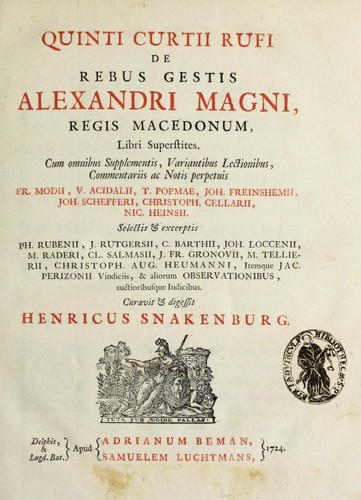 QUINTI CURTII RUFI
DE
REBUS GESTIS
ALEXANDRI MAGNI,
REGIS MACEDONUM,
Libri Superſtites.
Cum omnibus Supplementis, Variantibus Lectionibus,
Commentariis ac Notis perpetuis
FR. MODII, V. ACIDALII, T. POPMAE, JOH. FREINSHEMII,
JOH. SCHEFFERI, CHRISTOPH. CELLARII,
NIC. HEINSII.
Selectis & excerptis
PH. RUBENII, J. RUTGERSII, C. BARTHII, JOH. LOCCENII,
M. RADERI, CL. SALMASII, J. FR. GRONOVII, M. TELLIE-
RII, CHRISTOPH. AUG. HEUMANNI, Itemque JAC.
PERIZONII Vindiciis, & aliorum OBSERVATIONIBUS,
auctioribuſque Indicibus.
Curavit & digeſſit
HENRICUS SNAKENBURG.
TUTA SUB ÆGIDE PALLAS.
Delphis,
&
Lugd. Bat.
Apud
ADRIANUM BEMAN,
SAMUELEM LUCHTMANS,
1724.